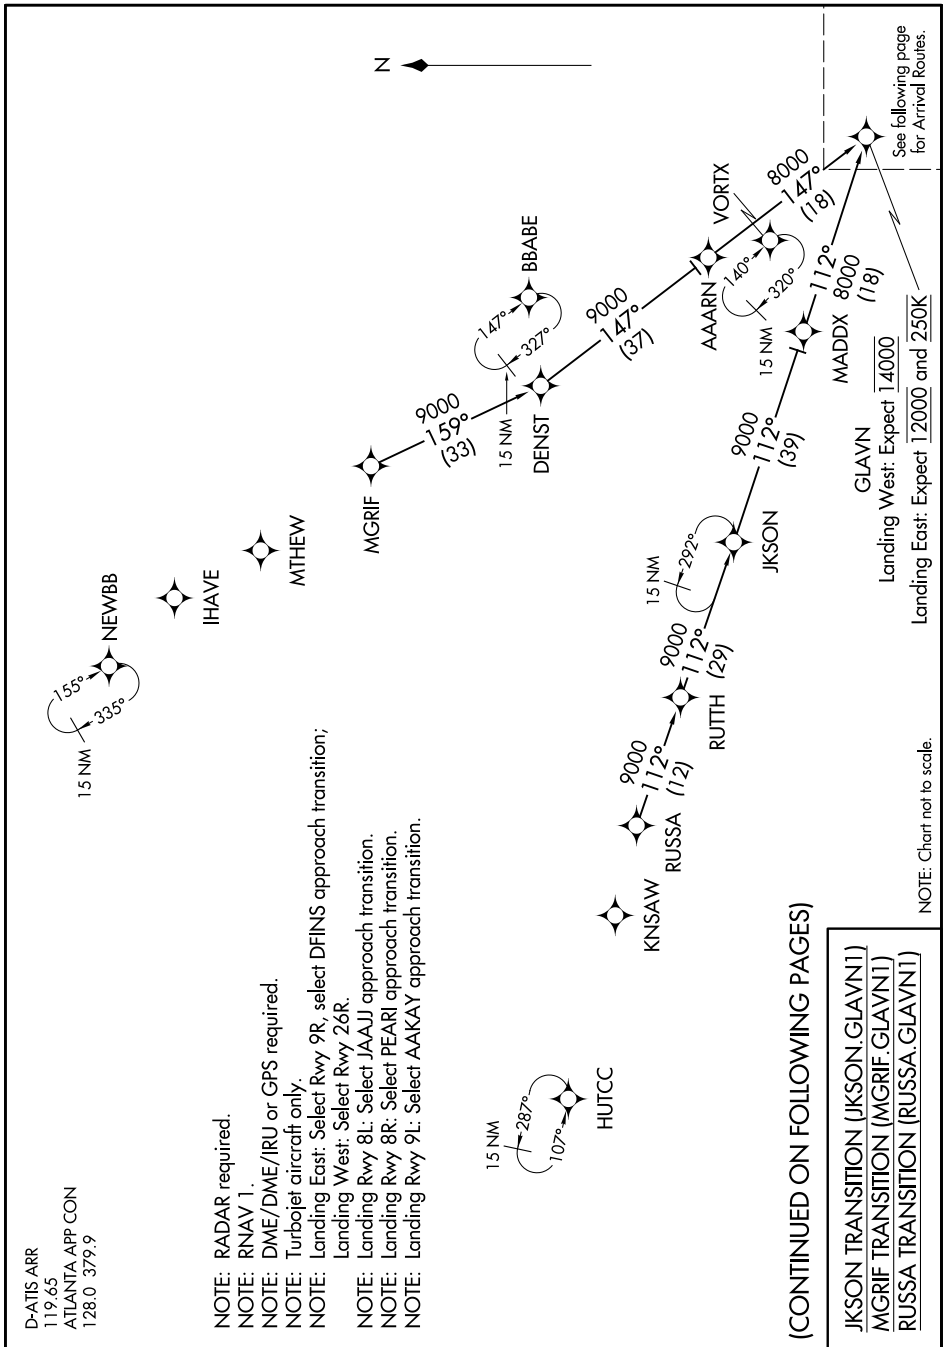 D-ATIS ARR
119.65
ATLANTA APP CON
128.0 379.9
NOTE: RADAR required.
NOTE: RNAV 1.
NOTE: DME/DME/IRU or GPS required.
NOTE: Turbojet aircraft only.
NOTE: Landing East: Select Rwy 9R, select DFINS approach transition;
Landing West: Select Rwy 26R.
NOTE: Landing Rwy 8L: Select JAAJJ approach transition.
NOTE: Landing Rwy 8R: Select PEARI approach transition.
NOTE: Landing Rwy 9L: Select AAKAY approach transition.
15 NM
155°
335°
NEWBB
IHAVE
MTHEW
MGRIF
9000
159°
(33)
15 NM
147°
327°
BBABE
DENST
9000
147°
(37)
N
AAARN
VORTX
15 NM
140°
320°
8000
147°
(18)
15 NM
287°
107°
HUTCC
KNSAW
RUSSA
9000
112°
(12)
RUTTH
9000
112°
(29)
15 NM
292°
JKSON
9000
112°
(39)
MADDX
112°
8000
(18)
GLAVN
Landing West: Expect 14000
Landing East: Expect 12000 and 250K
See following page
for Arrival Routes.
(CONTINUED ON FOLLOWING PAGES)
JKSON TRANSITION (JKSON.GLAVN1)
MGRIF TRANSITION (MGRIF.GLAVN1)
RUSSA TRANSITION (RUSSA.GLAVN1)
NOTE: Chart not to scale.